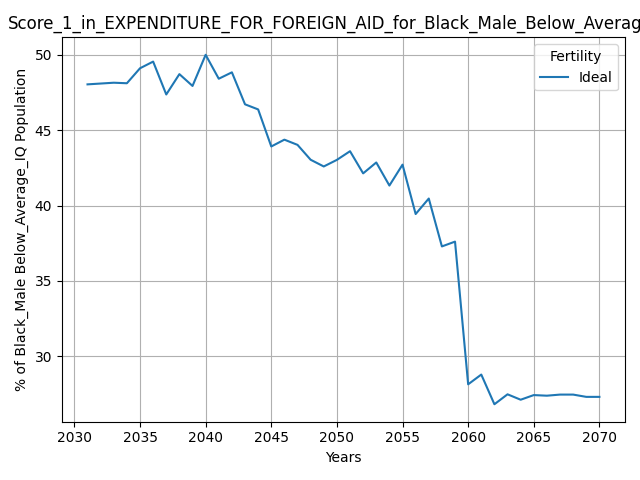 Score_1_in_EXPENDITURE_FOR_FOREIGN_AID_for_Black_Male_Below_Averag
Fertility
Ideal
% of Black_Male Below_Average_IQ Population
50
45
40
35
30
2030 2035 2040 2045 2050 2055 2060 2065 2070
Years